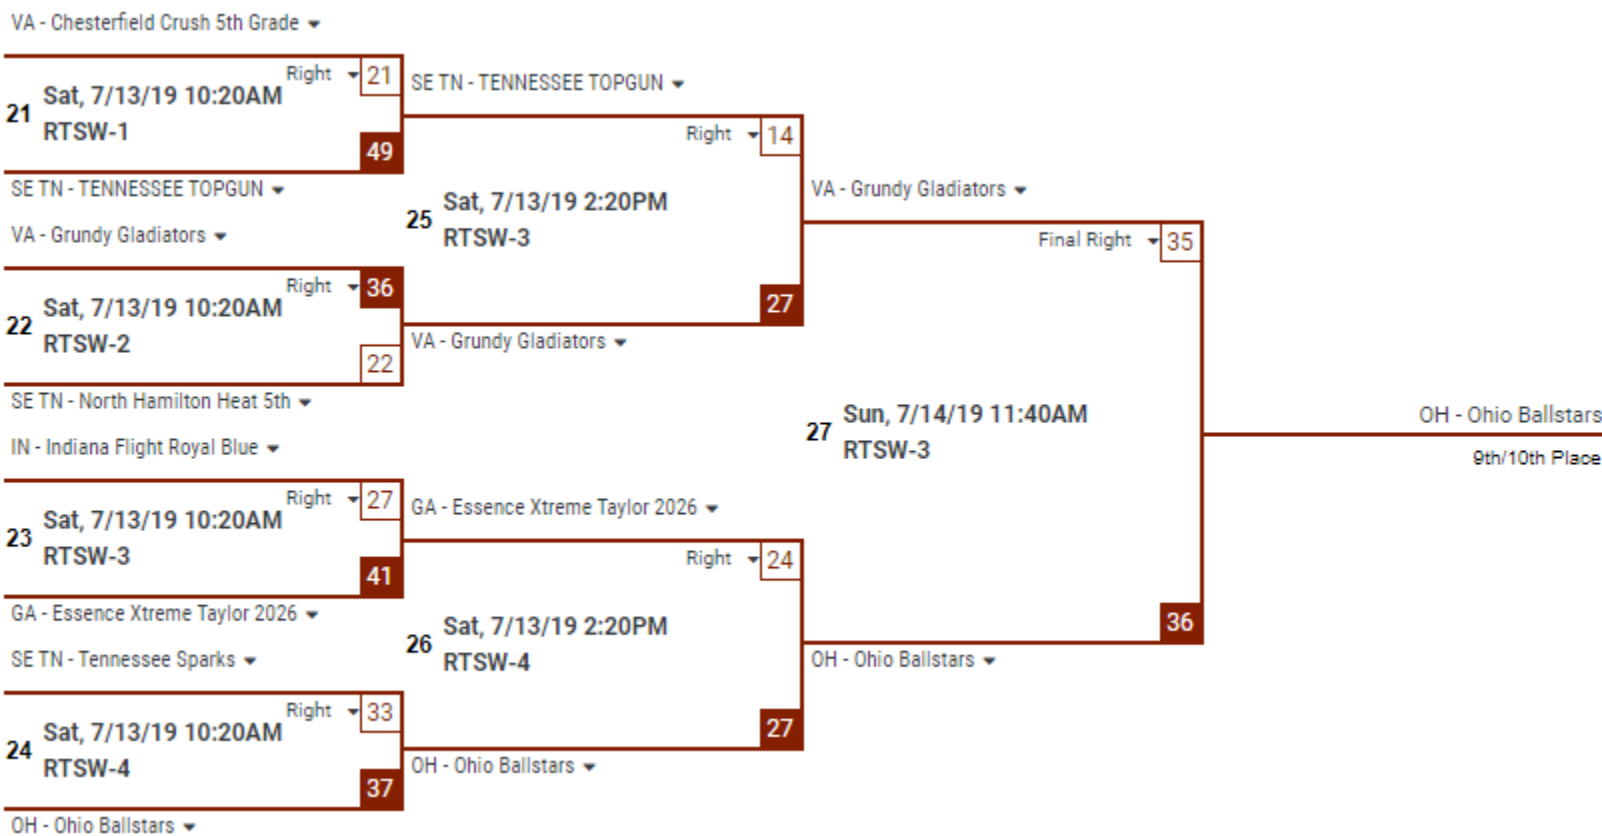 VA - Chesterfield Crush 5th Grade
Right 21
21 Sat, 7/13/19 10:20AM
RTSW-1
49
SE TN - TENNESSEE TOPGUN
VA - Grundy Gladiators
Right 36
22 Sat, 7/13/19 10:20AM
RTSW-2
22
SE TN - North Hamilton Heat 5th
IN - Indiana Flight Royal Blue
Right 27
23 Sat, 7/13/19 10:20AM
RTSW-3
41
GA - Essence Xtreme Taylor 2026
SE TN - Tennessee Sparks
Right 33
24 Sat, 7/13/19 10:20AM
RTSW-4
37
OH - Ohio Ballstars
SE TN - TENNESSEE TOPGUN
Right 14
25 Sat, 7/13/19 2:20PM
RTSW-3
27
VA - Grundy Gladiators
GA - Essence Xtreme Taylor 2026
Right 24
26 Sat, 7/13/19 2:20PM
RTSW-4
27
OH - Ohio Ballstars
VA - Grundy Gladiators
Final Right 35
27 Sun, 7/14/19 11:40AM
RTSW-3
36
OH - Ohio Ballstars
OH - Ohio Ballstars
9th/10th Place